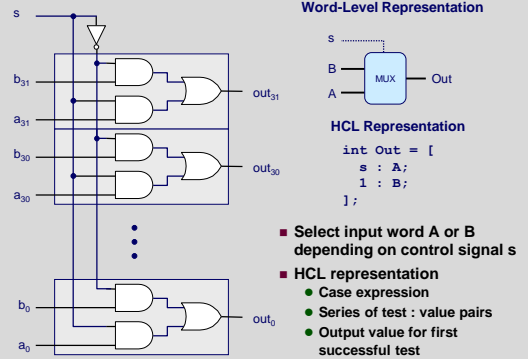 s
b31
a31
out31
b30
a30
out30
b0
a0
out0
Word-Level Representation
s
B
A
MUX
Out
HCL Representation
int Out = [
s : A;
1 : B;
];
Select input word A or B
depending on control signal s
HCL representation
Case expression
Series of test : value pairs
Output value for first
successful test